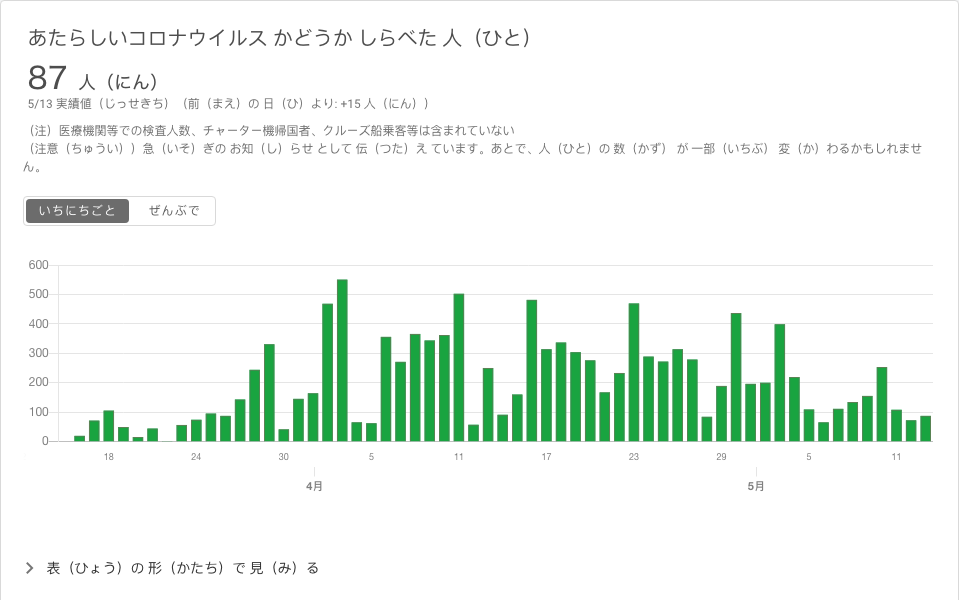 あたらしいコロナウイルス かどうか しらべた 人（ひと）
87 人（にん）
5/13 実績値（じっせきち）（前（まえ）の 日（ひ）より: +15 人（にん））
（注）医療機関等での検査人数、チャーター機帰国者、クルーズ船乗客等は含まれていない
（注意（ちゅうい））急（いそ）ぎの お知（し）らせ として 伝（つた）え ています。あとで、人（ひと）の 数（かず） が 一部（いちぶ） 変（か）わるかもしれませ
ん。
いちにちごと ぜんぶで
600
500
400
300
200
100
0
18 24 30 5 11 17 23 29 5 11
4月 5月
表（ひょう）の 形（かたち）で 見（み）る